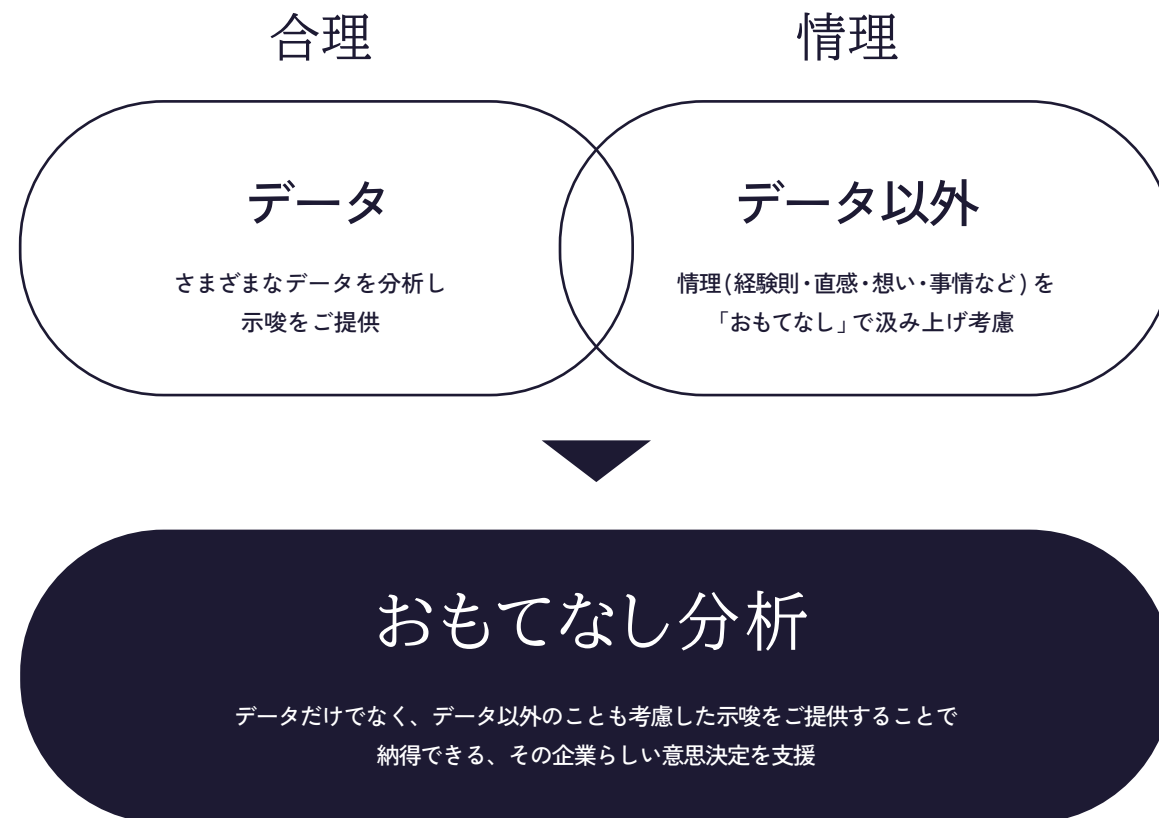 合理
情理
データ
さまざまなデータを分析し
示唆をご提供
データ以外
情理(経験則・直感・想い・事情など)を
「おもてなし」で汲み上げ考慮
おもてなし分析
データだけでなく、データ以外のことも考慮した示唆をご提供することで
納得できる、その企業らしい意思決定を支援